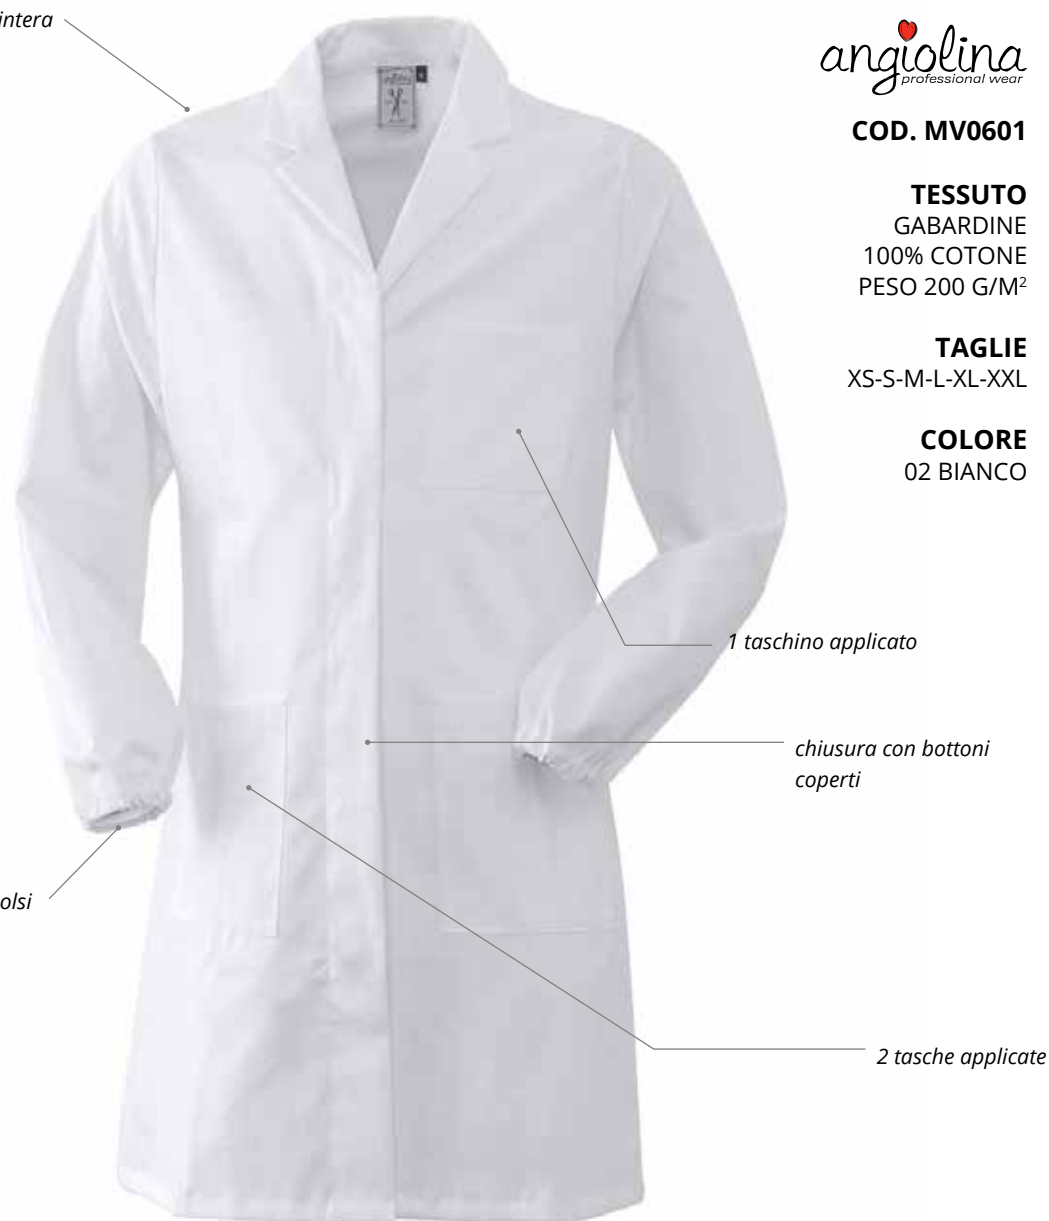 intera
angiolina
professional wear
COD. MV0601
TESSUTO
GABARDINE
100% COTONE
PESO 200 G/M²
TAGLIE
XS-S-M-L-XL-XXL
COLORE
02 BIANCO
1 taschino applicato
chiusura con bottoni
coperti
olsi
2 tasche applicate